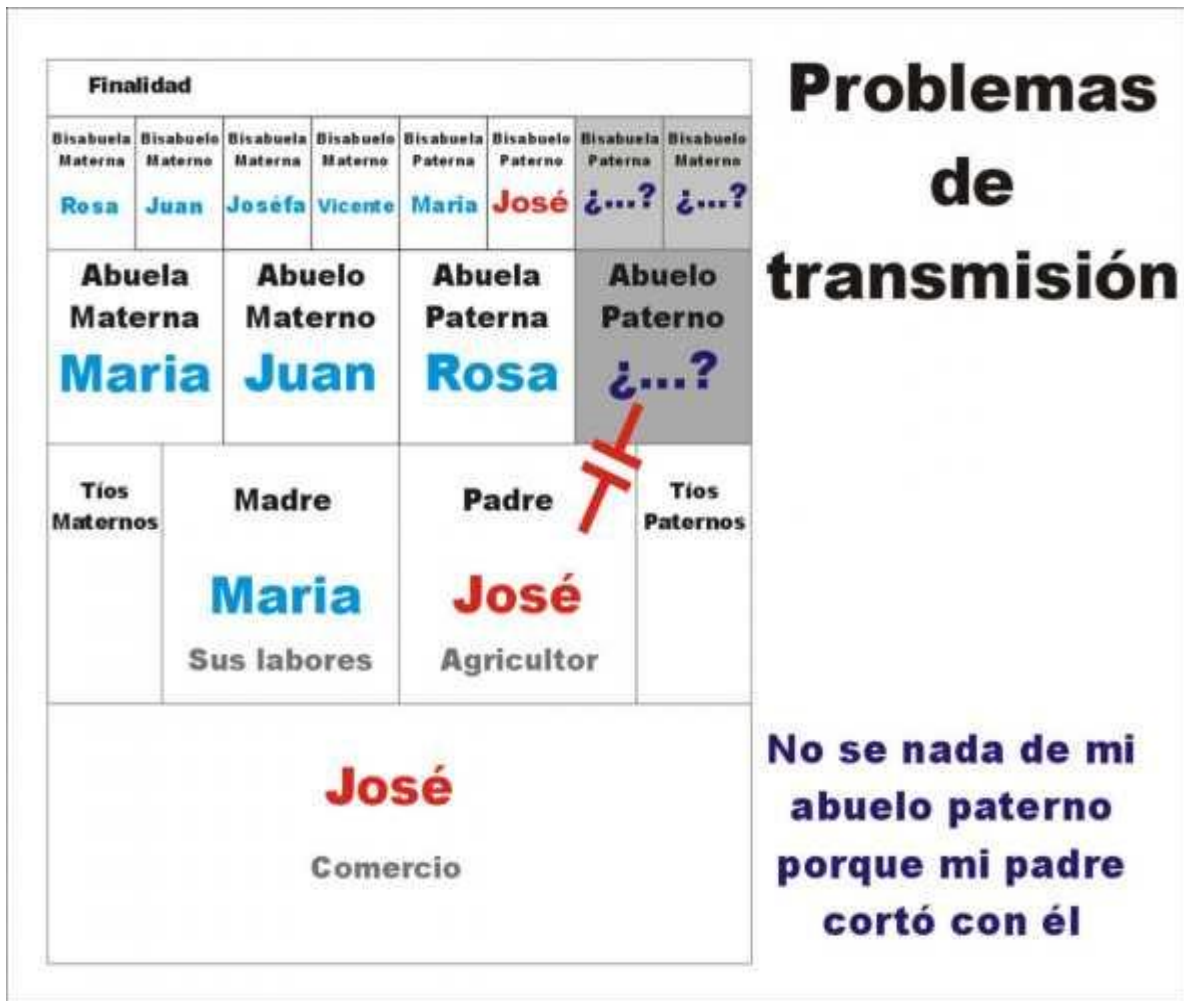 Problemas
de
transmisión
Finalidad
Bisabuela Materna
Rosa
Bisabuelo Materno
Juan
Bisabuela Materna
Joséfa
Bisabuelo Materno
Vicente
Bisabuela Paterna
Maria
Bisabuelo Paterno
José
Bisabuela Paterna
¿...?
Bisabuelo Materno
¿...?
Abuela
Materna
Maria
Abuelo
Materno
Juan
Abuela
Paterna
Rosa
Abuelo
Paterno
¿...?
Tíos
Maternos
Madre
Maria
Sus labores
Padre
José
Agricultor
Tíos
Paternos
José
Comercio
No se nada de mi
abuelo paterno
porque mi padre
cortó con él